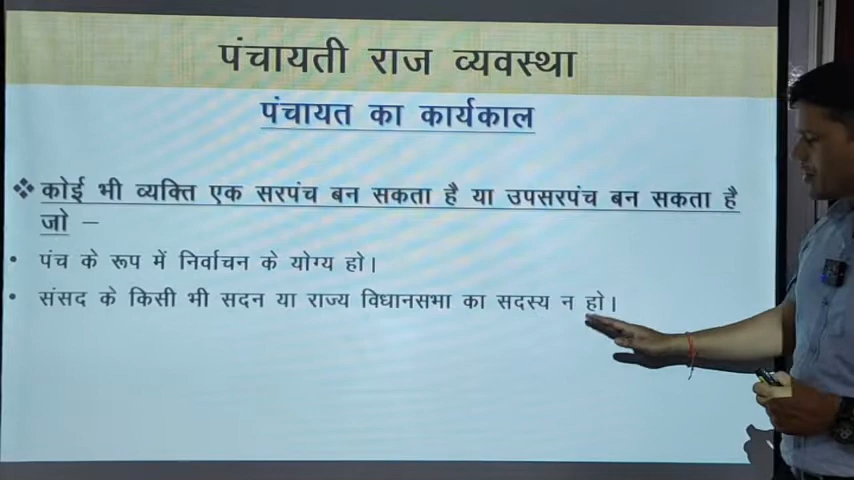 पंचायती राज व्यवस्था
पंचायत का कार्यकाल
❖ कोई भी व्यक्ति एक सरपंच बन सकता है या उपसरपंच बन सकता है
जो –
• पंच के रूप में निर्वाचन के योग्य हो।
• संसद के किसी भी सदन या राज्य विधानसभा का सदस्य न हो।